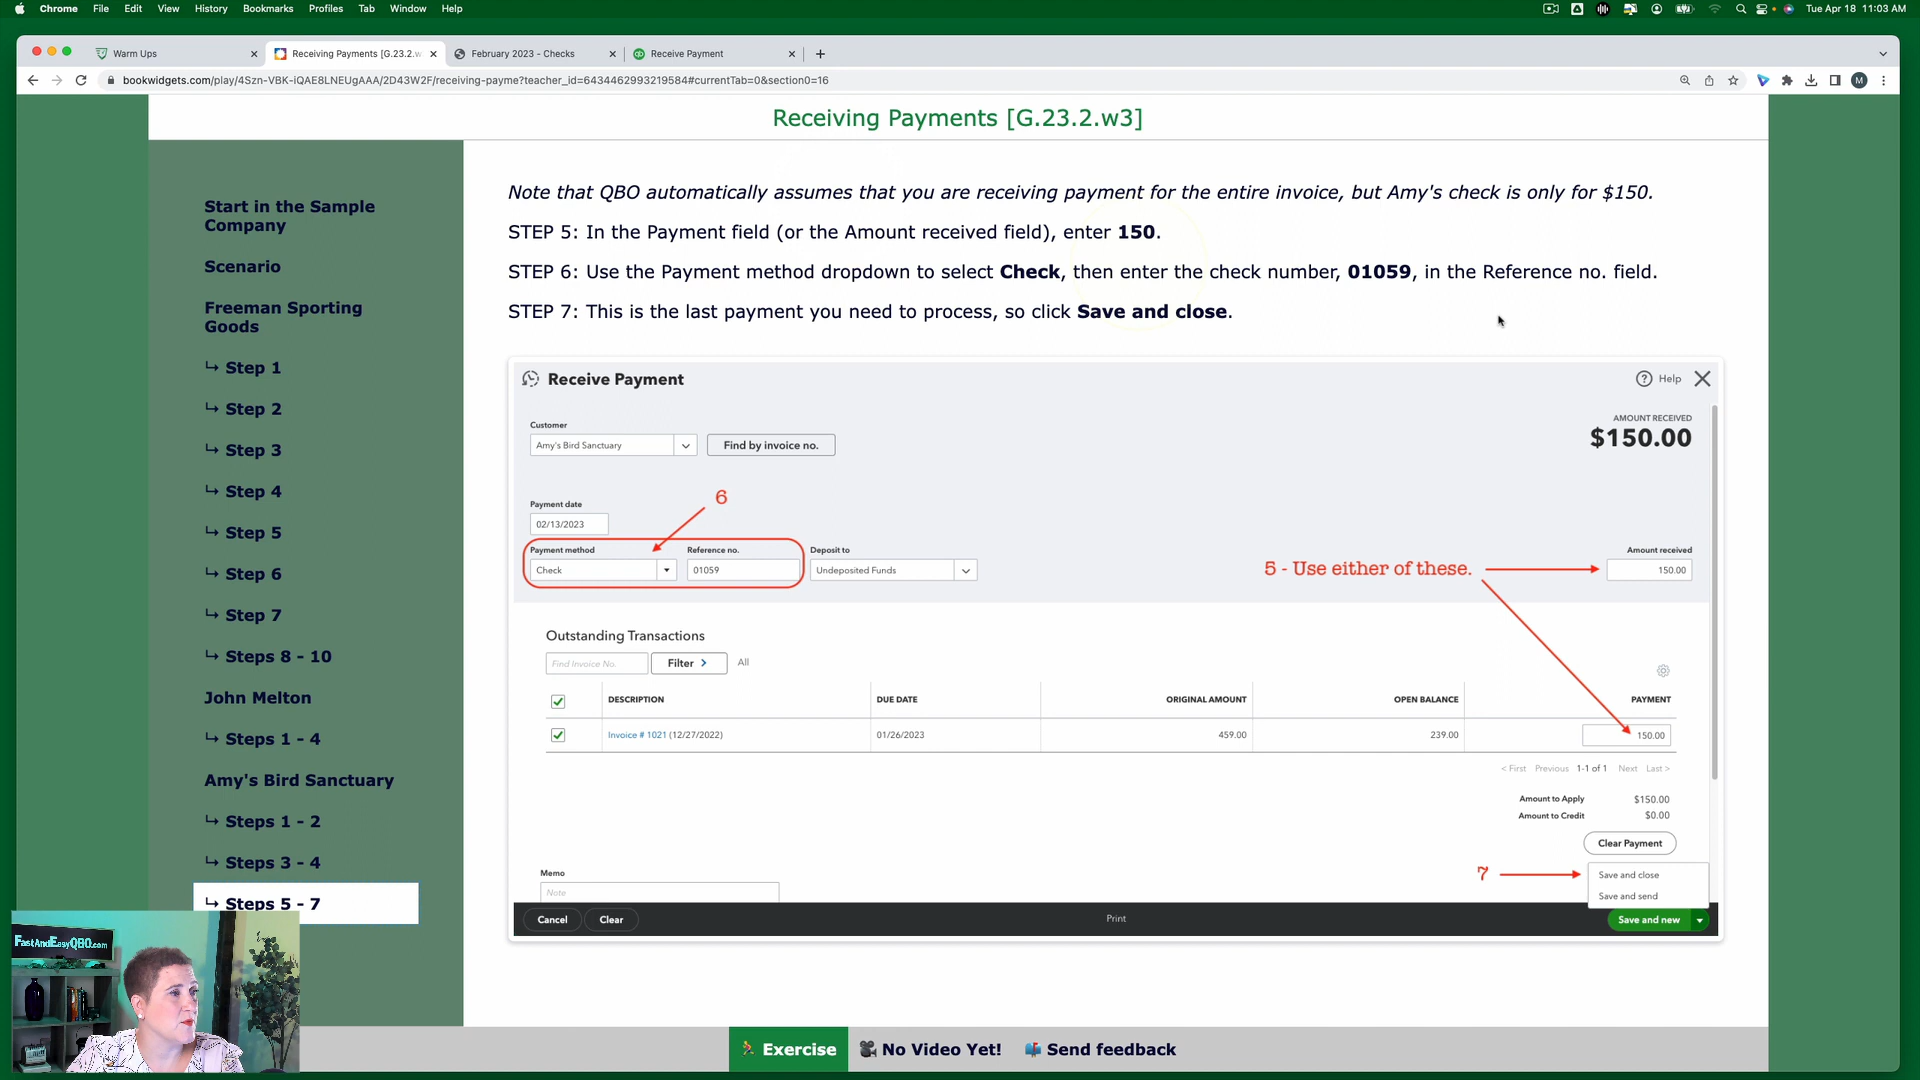 Chrome File Edit View History Bookmarks Profiles Tab Window Help
Tue Apr 18 11:03 AM
Warm Ups
Receiving Payments [G.23.2.w
February 2023 - Checks
Receive Payment
bookwidgets.com/play/4Szn-VBK-iQAE8LNEUgAAA/2D43W2F/receiving-payme?teacher_id=6434462993219584#currentTab=0&section0=16
M
Receiving Payments [G.23.2.w3]
Start in the Sample
Company
Scenario
Freeman Sporting
Goods
↳ Step 1
↳ Step 2
↳ Step 3
↳ Step 4
↳ Step 5
↳ Step 6
↳ Step 7
↳ Steps 8 - 10
John Melton
↳ Steps 1 - 4
Amy's Bird Sanctuary
↳ Steps 1 - 2
↳ Steps 3 - 4
↳ Steps 5 - 7
Note that QBO automatically assumes that you are receiving payment for the entire invoice, but Amy's check is only for $150.
STEP 5: In the Payment field (or the Amount received field), enter 150.
STEP 6: Use the Payment method dropdown to select Check, then enter the check number, 01059, in the Reference no. field.
STEP 7: This is the last payment you need to process, so click Save and close.
Receive Payment
Help
AMOUNT RECEIVED
$150.00
Customer
Amy's Bird Sanctuary
Find by invoice no.
6
Payment date
02/13/2023
Payment method
Reference no.
Deposit to
Amount received
Check
01059
Undeposited Funds
5 - Use either of these.
150.00
Outstanding Transactions
Find Invoice No.
Filter >
All
DESCRIPTION DUE DATE ORIGINAL AMOUNT OPEN BALANCE PAYMENT
Invoice # 1021 (12/27/2022) 01/26/2023 459.00 239.00 150.00
< First Previous 1-1 of 1 Next Last >
Amount to Apply $150.00
Amount to Credit $0.00
Clear Payment
Memo
Note
7
Save and close
Save and send
Cancel
Clear
Print
Save and new
FastAndEasyQBO.com
Exercise
No Video Yet!
Send feedback